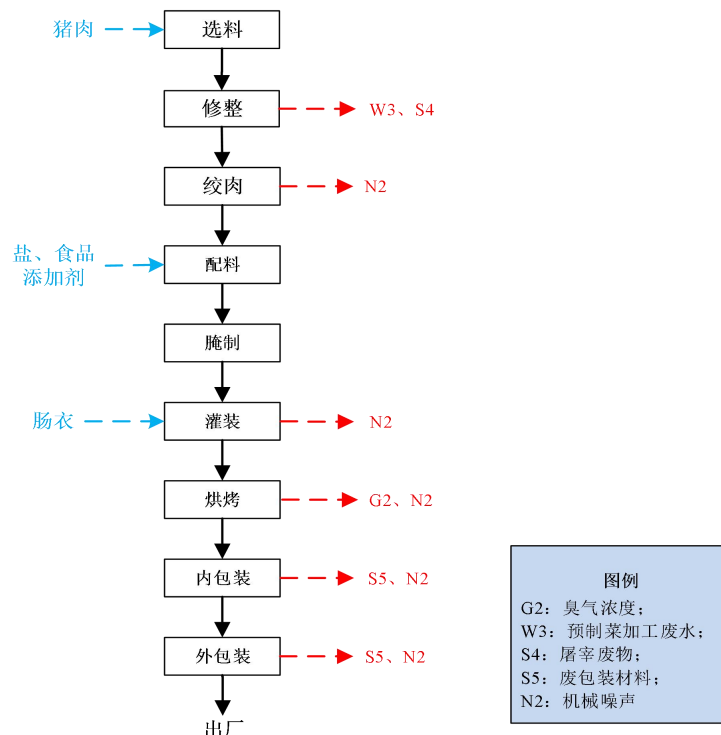 猪肉
选料
修整
W3、S4
绞肉
N2
盐、食品
添加剂
配料
腌制
肠衣
灌装
N2
烘烤
G2、N2
内包装
S5、N2
外包装
S5、N2
出厂
图例
G2：臭气浓度；
W3：预制菜加工废水；
S4：屠宰废物；
S5：废包装材料；
N2：机械噪声